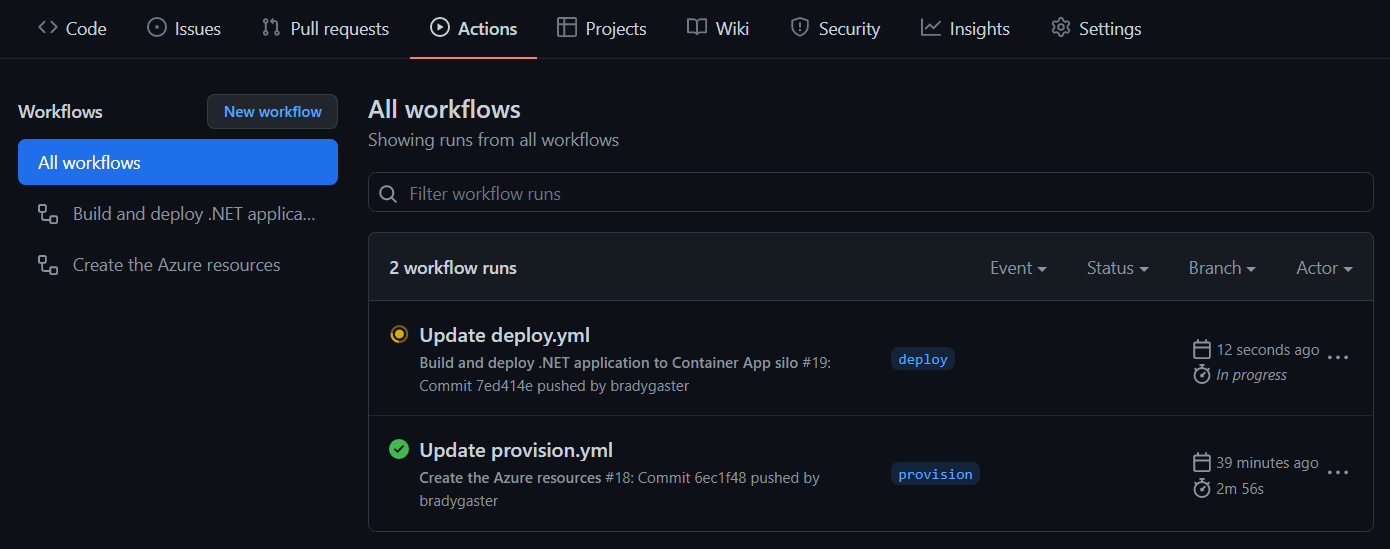 Code Issues Pull requests Actions Projects Wiki Security Insights Settings
Workflows
New workflow
All workflows
Build and deploy .NET applica...
Create the Azure resources
All workflows
Showing runs from all workflows
Filter workflow runs
2 workflow runs
Event Status Branch Actor
Update deploy.yml
Build and deploy .NET application to Container App silo #19:
Commit 7ed414e pushed by bradygaster
deploy
12 seconds ago
In progress
Update provision.yml
Create the Azure resources #18: Commit 6ec1f48 pushed by
bradygaster
provision
39 minutes ago
2m 56s